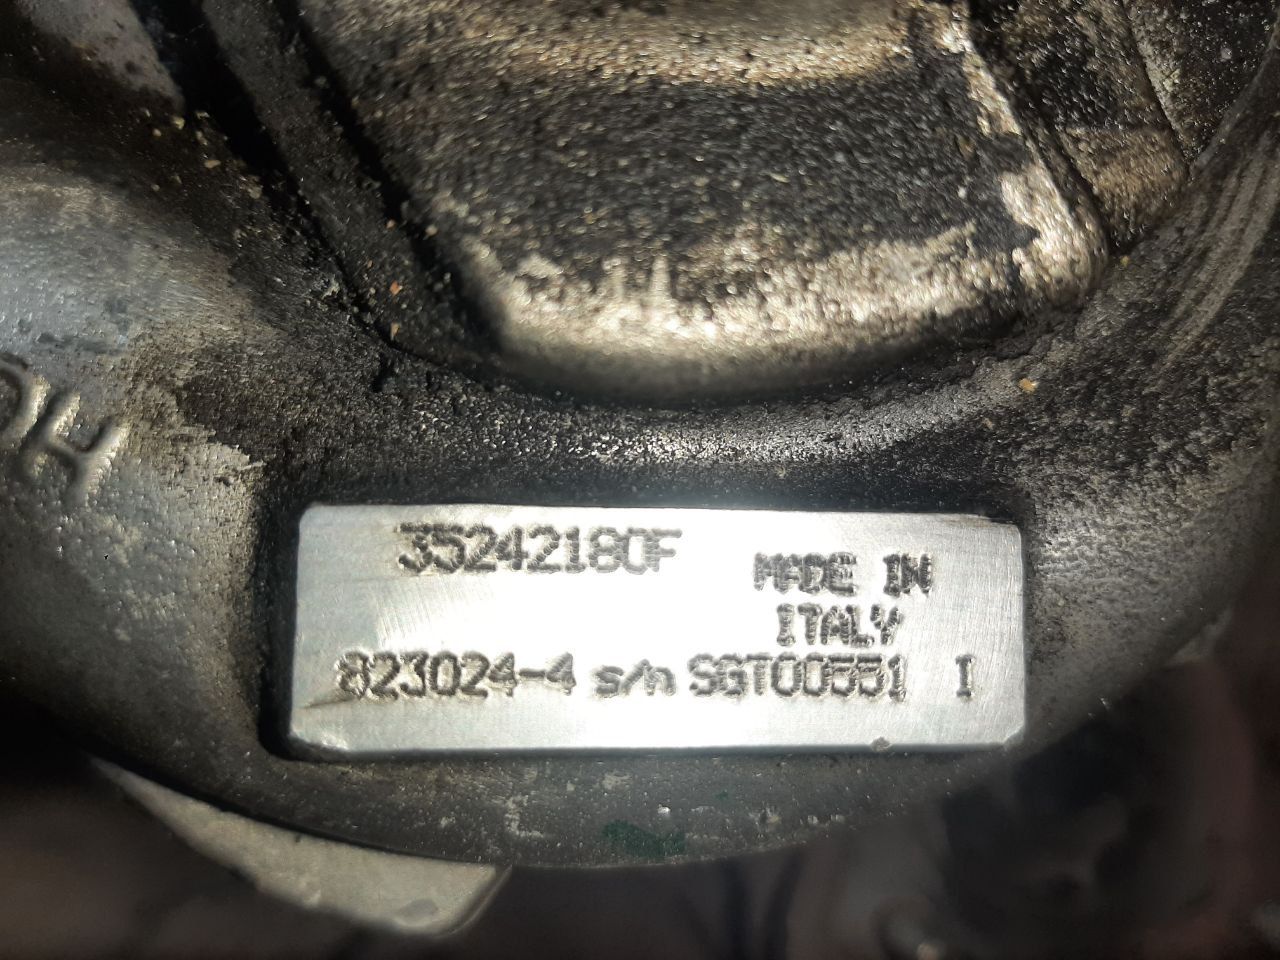 35242180F
MADE IN
ITALY
823024-4 s/n SGT00551 I